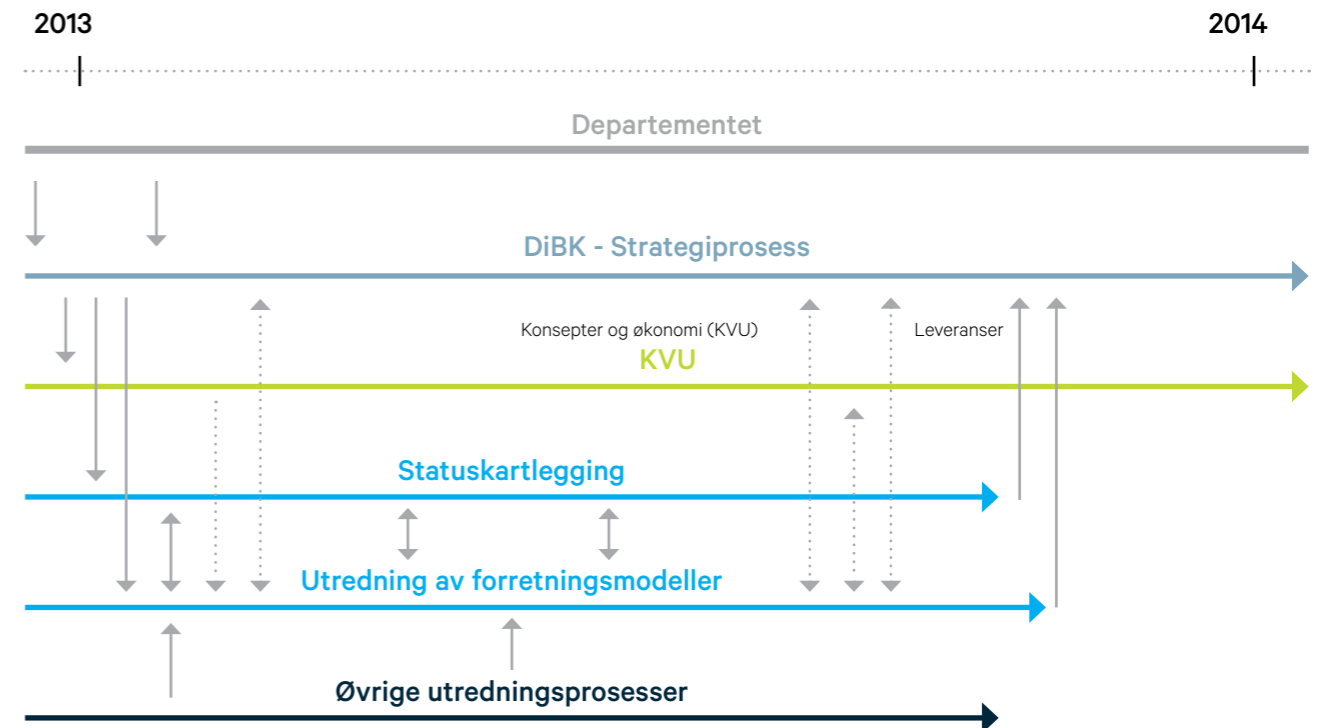 2013
2014
Departementet
DiBK - Strategiprosess
Konsepter og økonomi (KVU)
Leveranser
KVU
Statuskartlegging
Utredning av forretningsmodeller
Øvrige utredningsprosesser